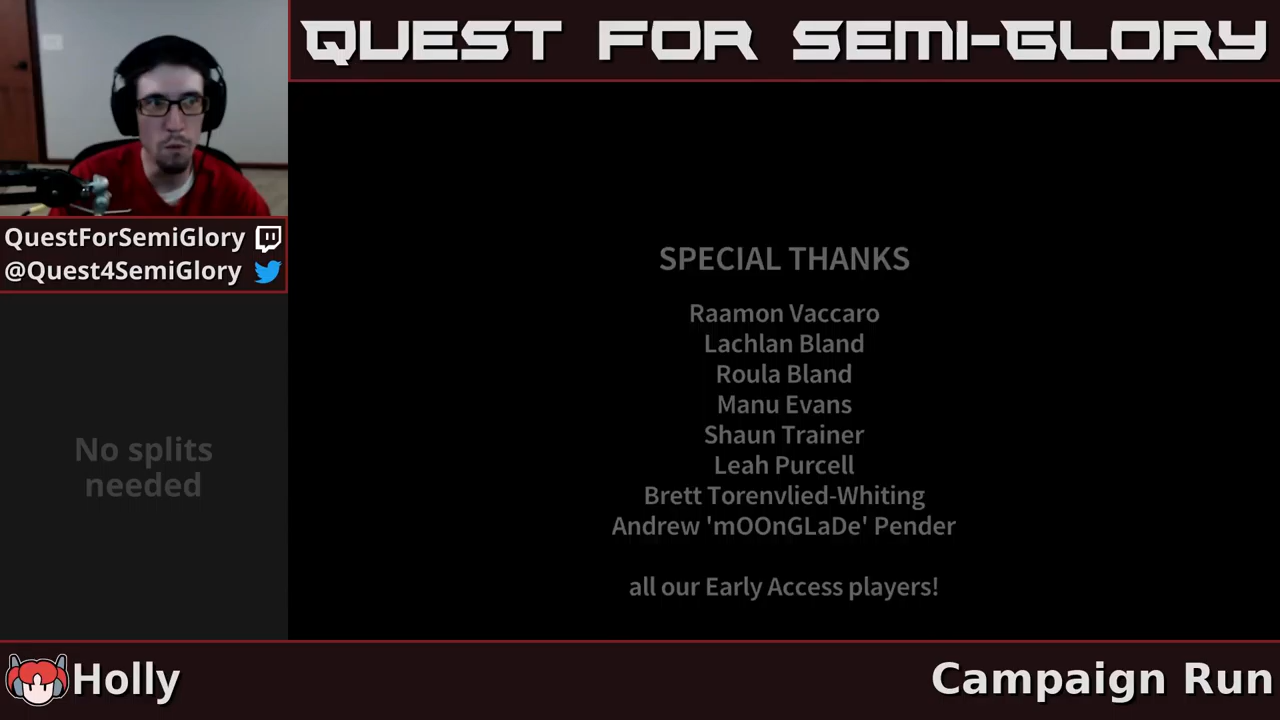 QUEST FOR SEMI-GLORY
QuestForSemiGlory
@Quest4SemiGlory
No splits
needed
SPECIAL THANKS
Raamon Vaccaro
Lachlan Bland
Roula Bland
Manu Evans
Shaun Trainer
Leah Purcell
Brett Torenvlied-Whiting
Andrew 'mOOnGLaDe' Pender
all our Early Access players!
Holly
Campaign Run